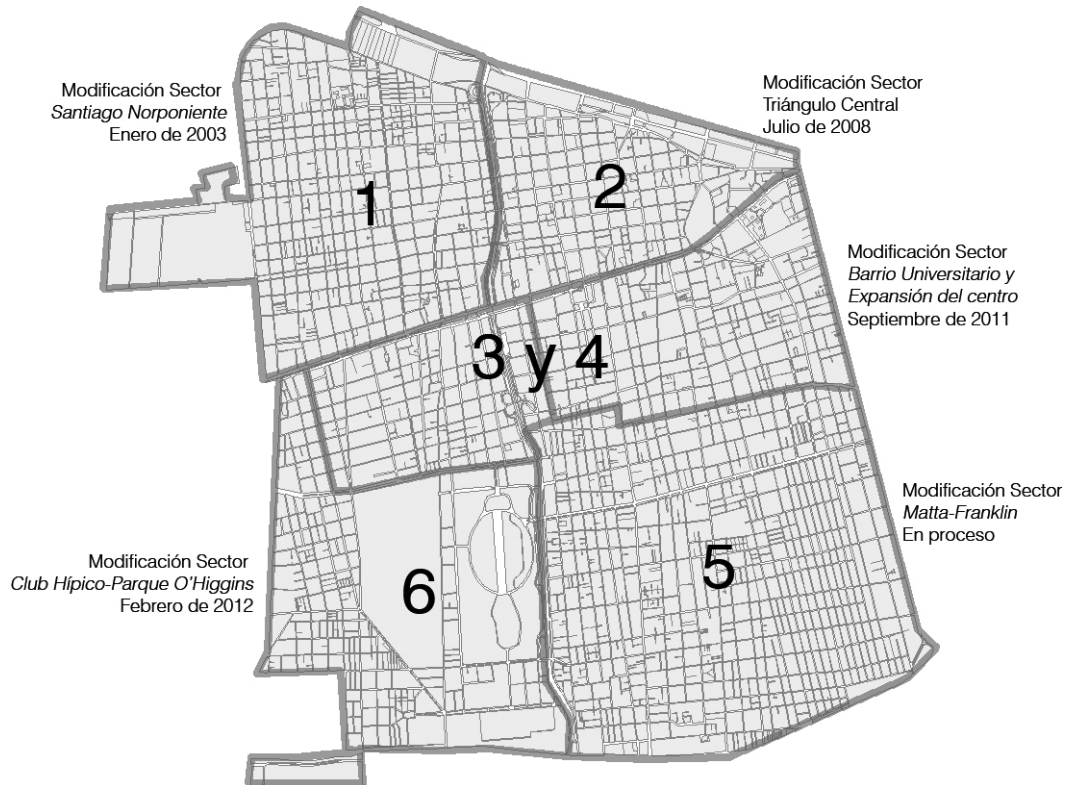 Modificación Sector
Santiago Norponiente
Enero de 2003
Modificación Sector
Triángulo Central
Julio de 2008
1
2
Modificación Sector
Barrio Universitario y
Expansión del centro
Septiembre de 2011
3 y 4
Modificación Sector
Matta-Franklin
En proceso
Modificación Sector
Club Hípico-Parque O'Higgins
Febrero de 2012
5
6